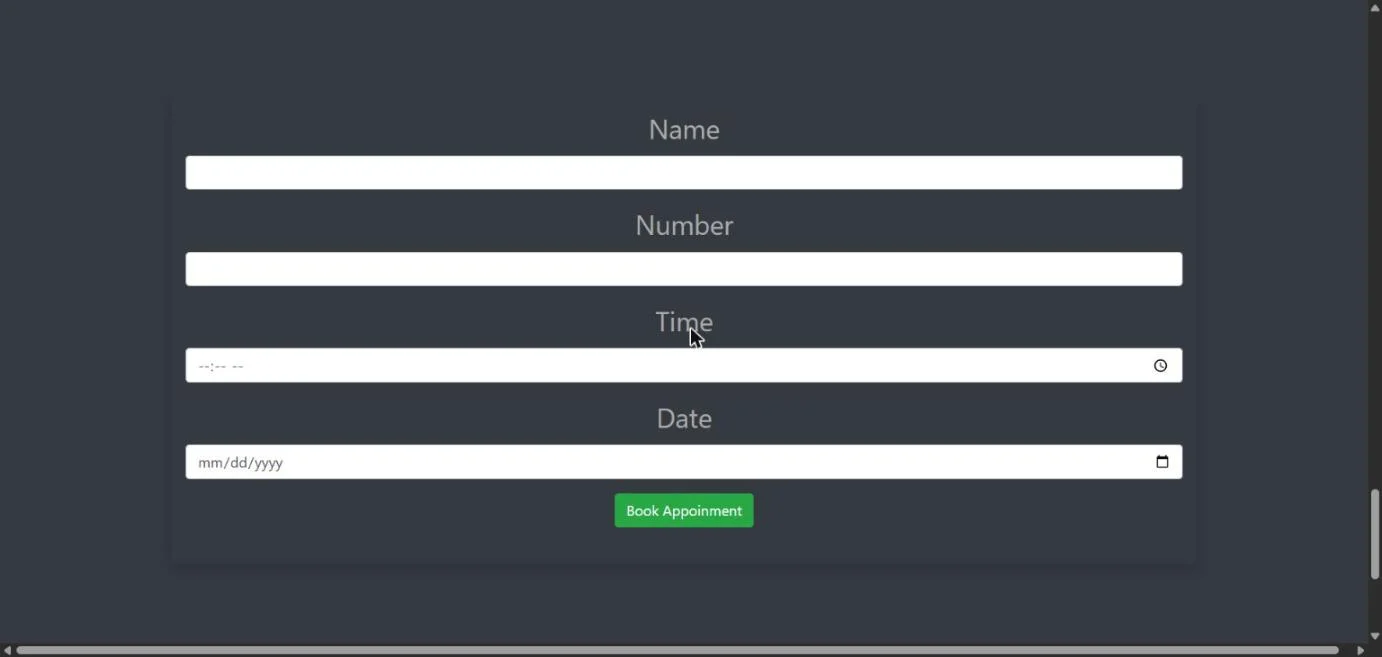 Name
Number
Time
--:-- --
Date
mm/dd/yyyy
Book Appoinment